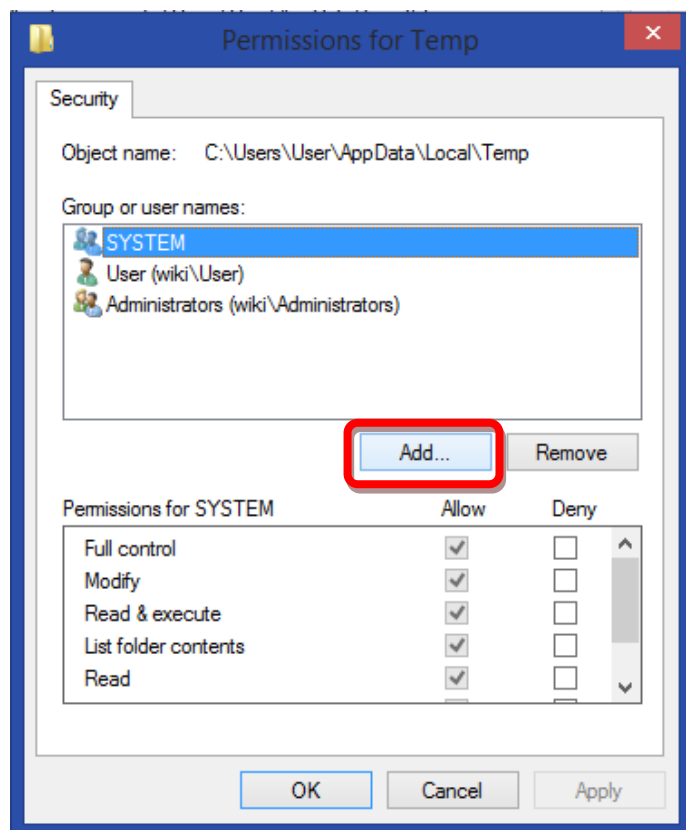 Permissions for Temp
Security
Object name: C:\Users\User\AppData\Local\Temp
Group or user names:
SYSTEM
User (wiki\User)
Administrators (wiki\Administrators)
Add...
Remove
Permissions for SYSTEM Allow Deny
Full control
Modify
Read & execute
List folder contents
Read
OK Cancel Apply